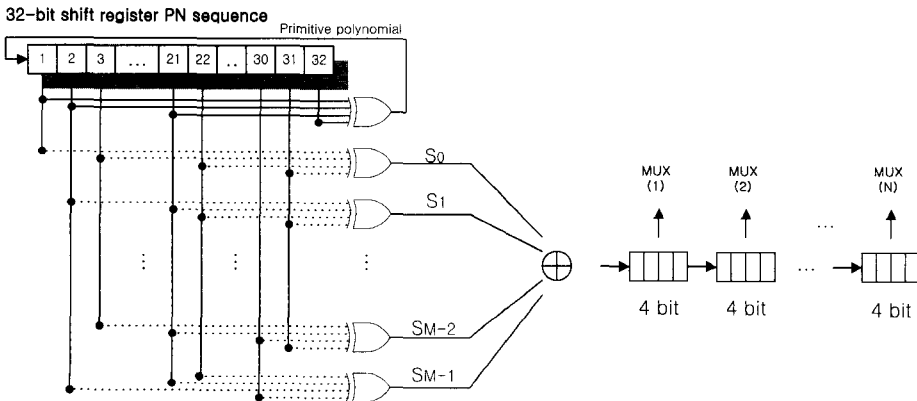 32-bit shift register PN sequence
Primitive polynomial
1 2 3 ... 21 22 .. 30 31 32
S0
S1
SM-2
SM-1
MUX (1)
MUX (2)
...
MUX (N)
4 bit
4 bit
...
4 bit